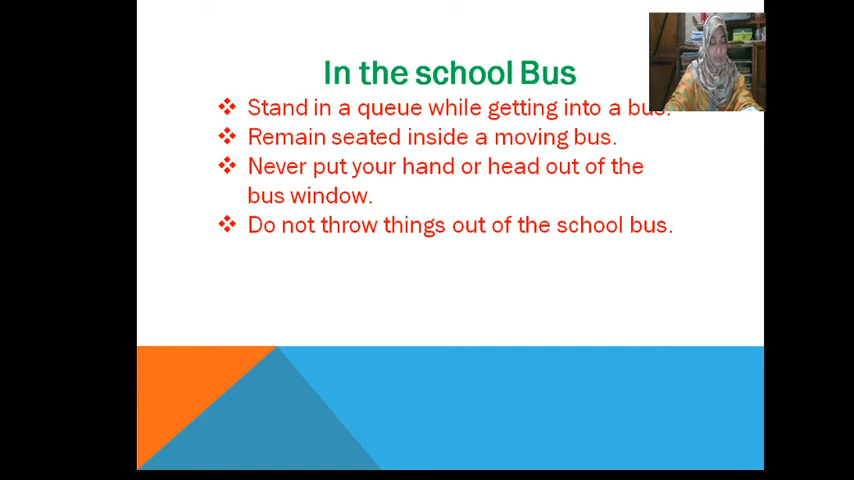 In the school Bus
❖ Stand in a queue while getting into a bus.
❖ Remain seated inside a moving bus.
❖ Never put your hand or head out of the
bus window.
❖ Do not throw things out of the school bus.